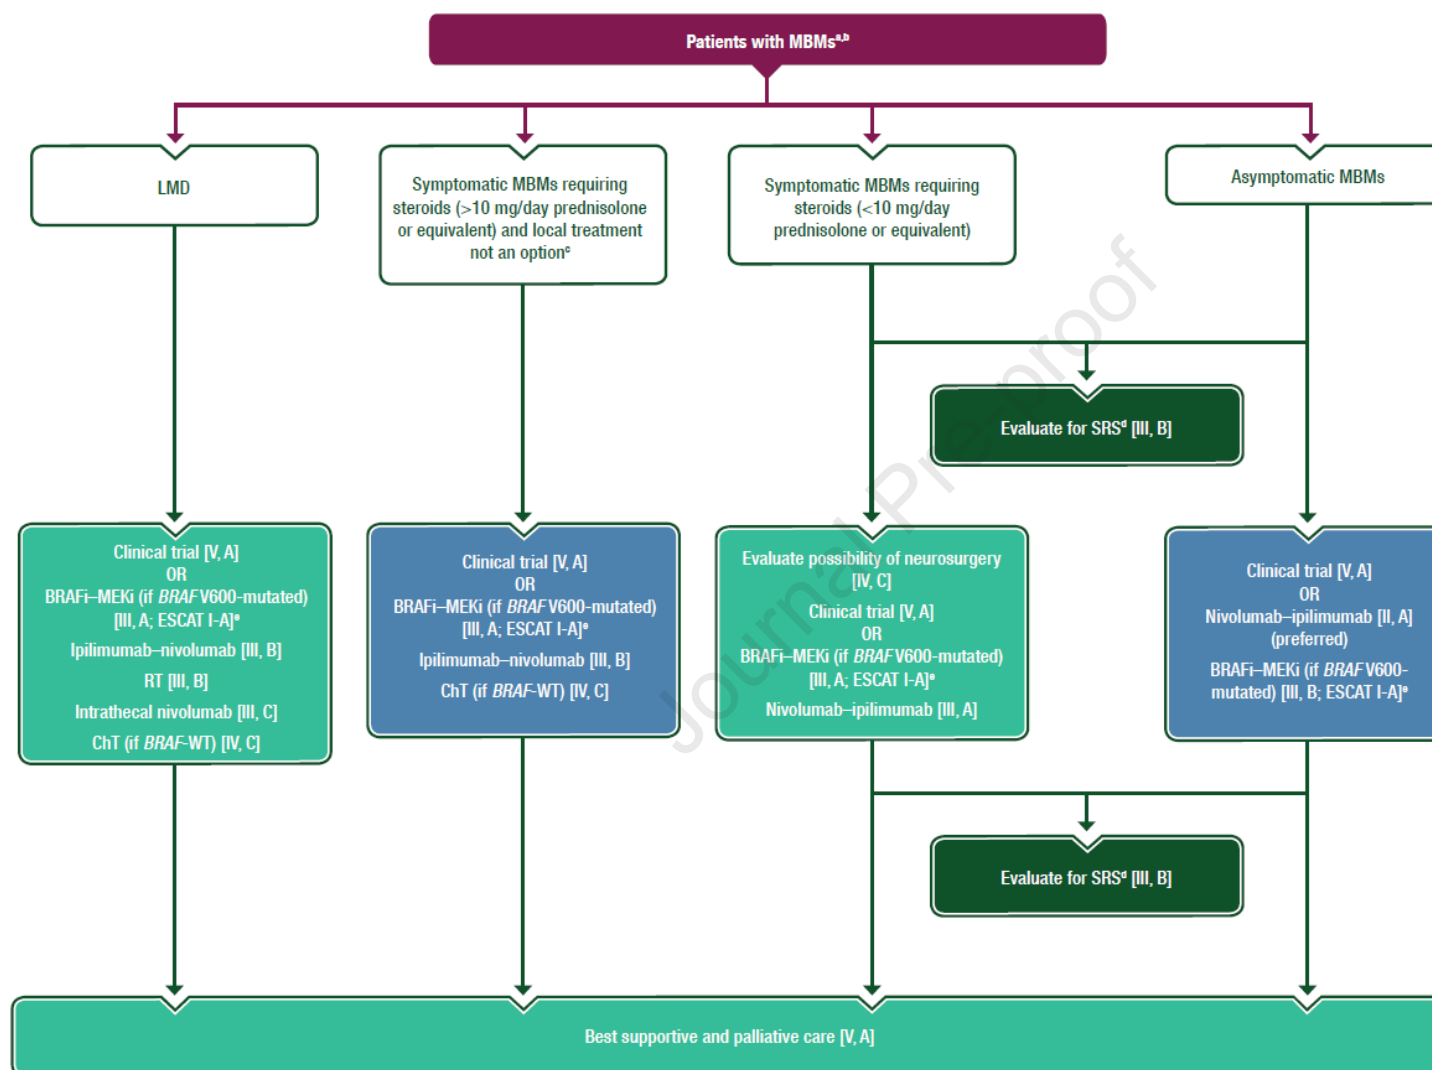 Patients with MBMsᵃ,ᵇ
LMD
Symptomatic MBMs requiring
steroids (>10 mg/day prednisolone
or equivalent) and local treatment
not an optionᶜ
Symptomatic MBMs requiring
steroids (<10 mg/day
prednisolone or equivalent)
Asymptomatic MBMs
Evaluate for SRSᵈ [III, B]
Clinical trial [V, A]
OR
BRAFi–MEKi (if BRAF V600-mutated)
[III, A; ESCAT I-A]ᵉ
Ipilimumab–nivolumab [III, B]
RT [III, B]
Intrathecal nivolumab [III, C]
ChT (if BRAF-WT) [IV, C]
Clinical trial [V, A]
OR
BRAFi–MEKi (if BRAF V600-mutated)
[III, A; ESCAT I-A]ᵉ
Ipilimumab–nivolumab [III, B]
ChT (if BRAF-WT) [IV, C]
Evaluate possibility of neurosurgery
[IV, C]
Clinical trial [V, A]
OR
BRAFi–MEKi (if BRAF V600-mutated)
[III, A; ESCAT I-A]ᵉ
Nivolumab–ipilimumab [III, A]
Clinical trial [V, A]
OR
Nivolumab–ipilimumab [II, A]
(preferred)
BRAFi–MEKi (if BRAF V600-
mutated) [III, B; ESCAT I-A]ᵉ
Evaluate for SRSᵈ [III, B]
Best supportive and palliative care [V, A]
Journal Pre-proof